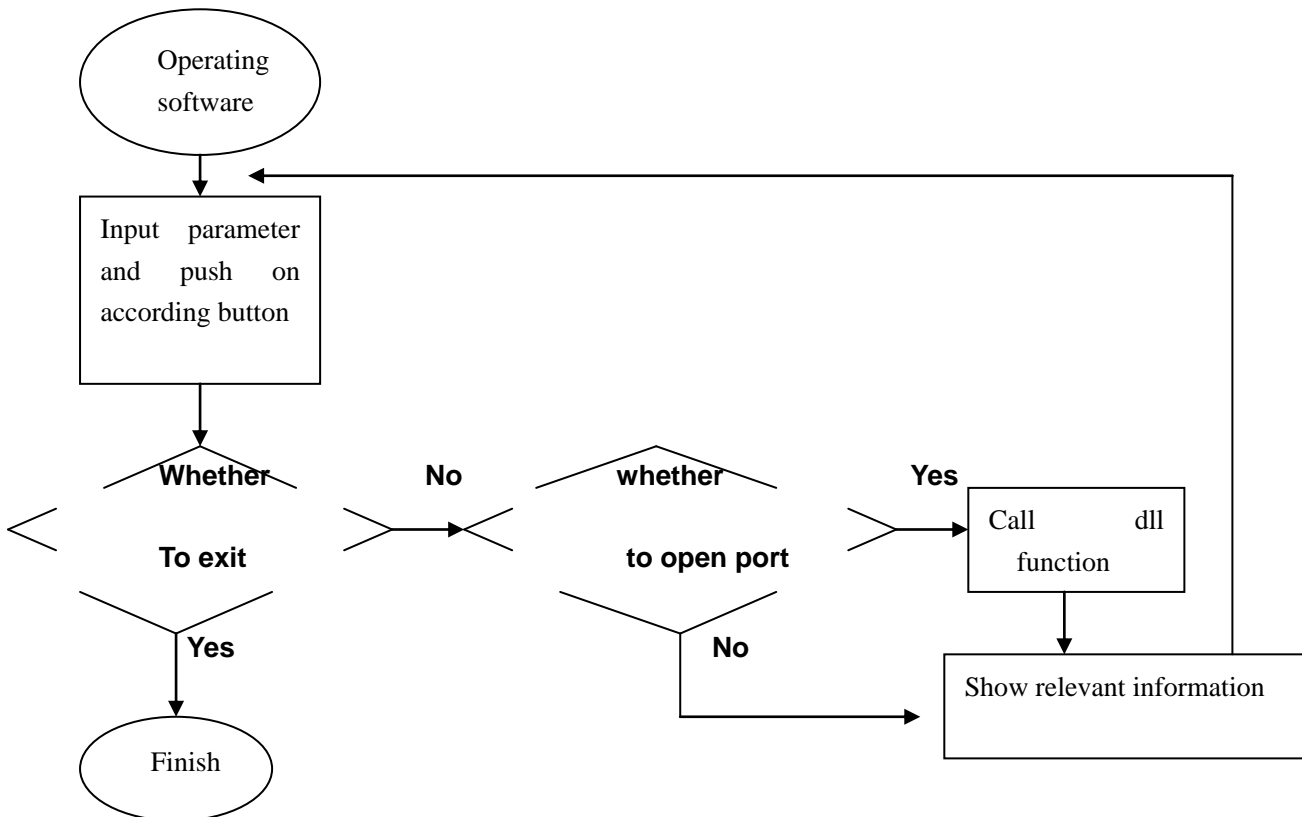 Operating
software
Input parameter
and push on
according button
Whether
To exit
No
whether
to open port
Yes
Call dll
function
Yes
No
Show relevant information
Finish